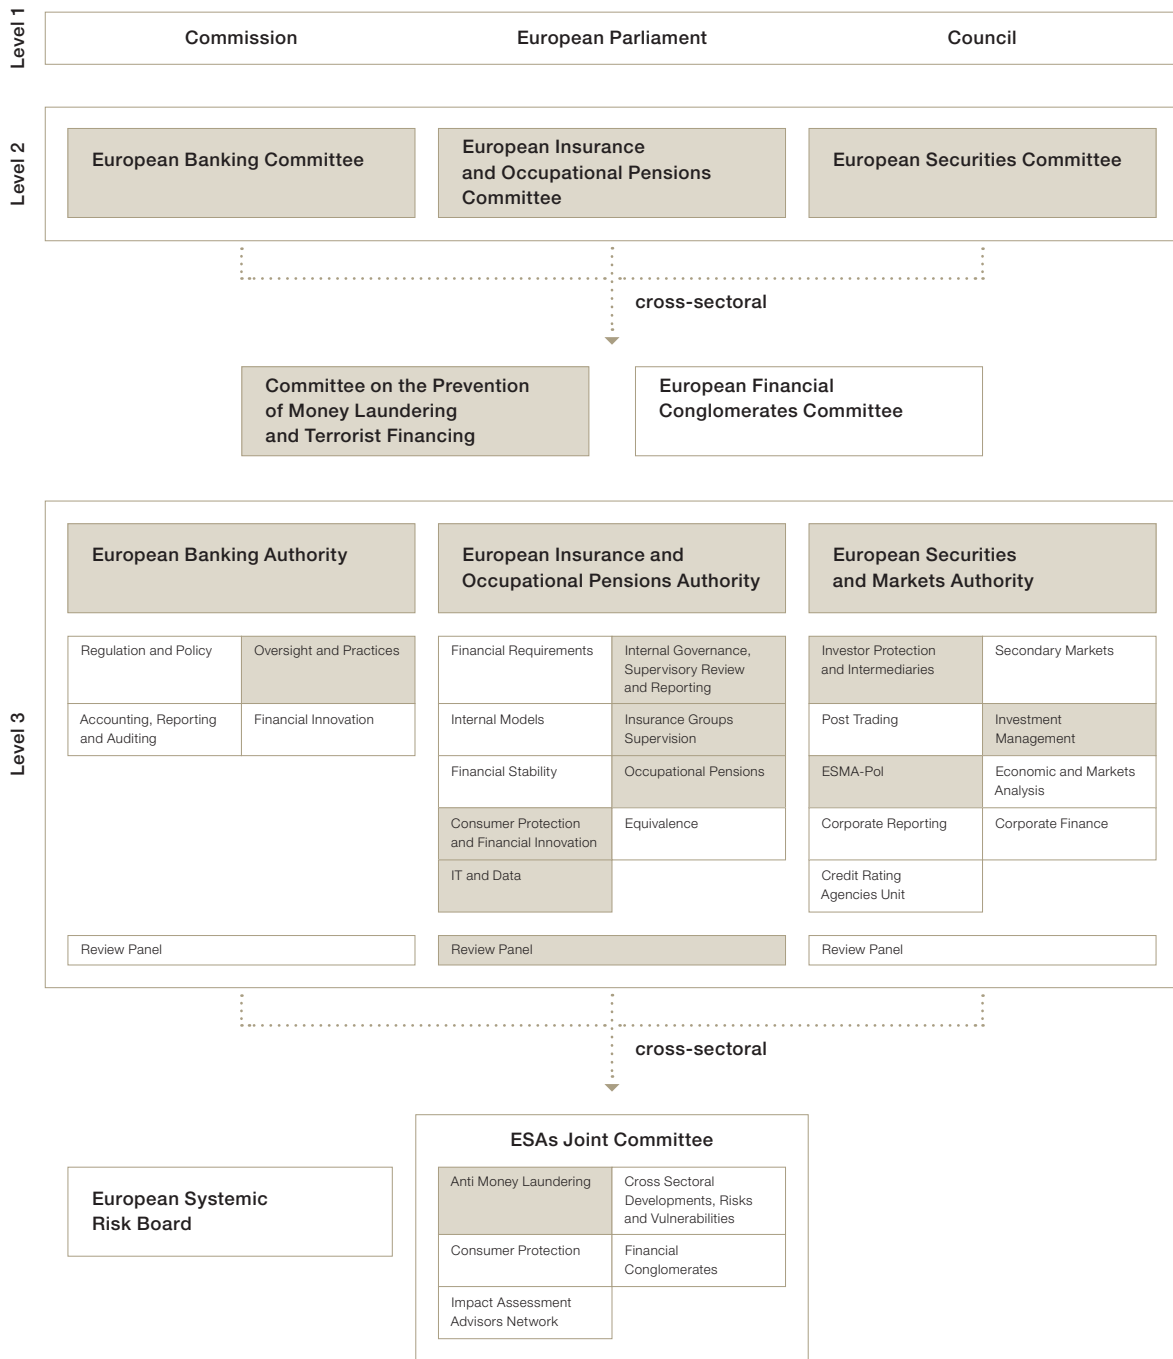 Level 1
Commission
European Parliament
Council
Level 2
European Banking Committee
European Insurance
and Occupational Pensions
Committee
European Securities Committee
cross-sectoral
Committee on the Prevention
of Money Laundering
and Terrorist Financing
European Financial
Conglomerates Committee
Level 3
European Banking Authority
European Insurance and
Occupational Pensions Authority
European Securities
and Markets Authority
Regulation and Policy
Oversight and Practices
Accounting, Reporting
and Auditing
Financial Innovation
Review Panel
Financial Requirements
Internal Governance,
Supervisory Review
and Reporting
Internal Models
Insurance Groups
Supervision
Financial Stability
Occupational Pensions
Consumer Protection
and Financial Innovation
Equivalence
IT and Data
Review Panel
Investor Protection
and Intermediaries
Secondary Markets
Post Trading
Investment
Management
ESMA-Pol
Economic and Markets
Analysis
Corporate Reporting
Corporate Finance
Credit Rating
Agencies Unit
Review Panel
cross-sectoral
European Systemic
Risk Board
ESAs Joint Committee
Anti Money Laundering
Cross Sectoral
Developments, Risks
and Vulnerabilities
Consumer Protection
Financial
Conglomerates
Impact Assessment
Advisors Network